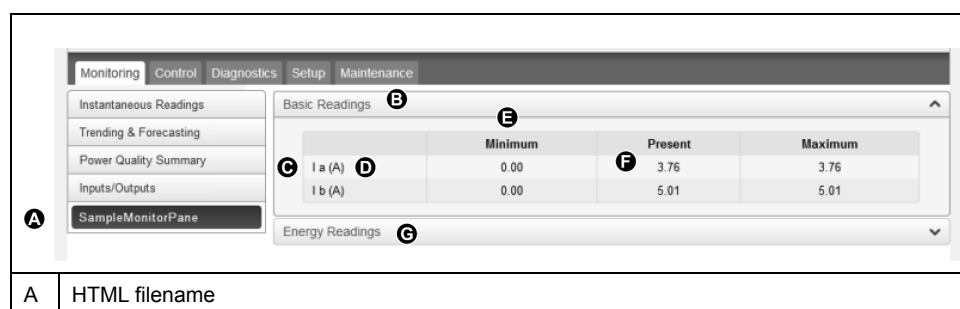 Monitoring Control Diagnostics Setup Maintenance
Instantaneous Readings
Trending & Forecasting
Power Quality Summary
Inputs/Outputs
A SampleMonitorPane
Basic Readings B
E
Minimum Present Maximum
C I a (A) D 0.00 F 3.76 3.76
I b (A) 0.00 5.01 5.01
Energy Readings G
A HTML filename